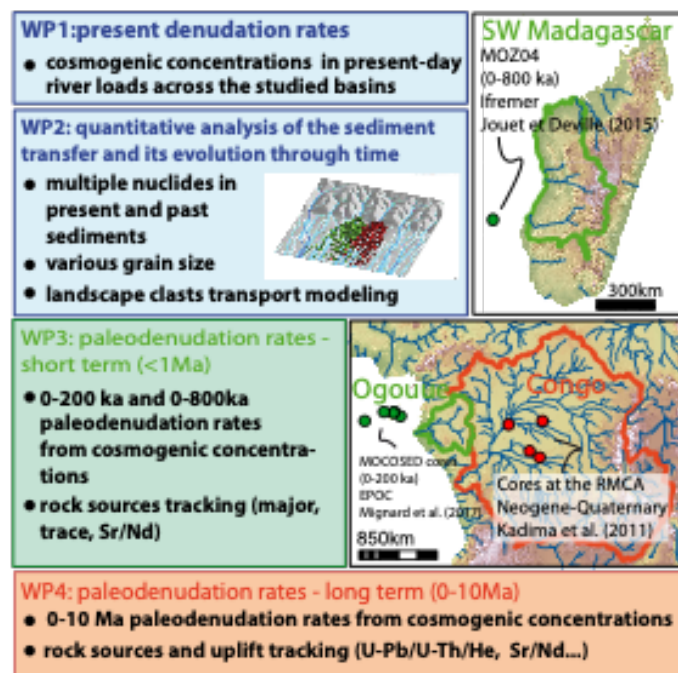 WP1:present denudation rates
• cosmogenic concentrations in present-day
river loads across the studied basins
WP2: quantitative analysis of the sediment
transfer and its evolution through time
• multiple nuclides in
present and past
sediments
• various grain size
• landscape clasts transport modeling
SW Madagascar
MOZ04
(0-800 ka)
Ifremer
Jouet et Deville (2015)
300km
WP3: paleodenudation rates -
short term (<1Ma)
• 0-200 ka and 0-800ka
paleodenudation rates
from cosmogenic concentra-
tions
• rock sources tracking (major,
trace, Sr/Nd)
Ogoue
Congo
MOCOSED
(0-200 ka)
EPOC
Mignard et al.
850km
Cores at the RMCA
Neogene-Quaternary
Kadima et al. (2011)
WP4: paleodenudation rates - long term (0-10Ma)
• 0-10 Ma paleodenudation rates from cosmogenic concentrations
• rock sources and uplift tracking (U-Pb/U-Th/He, Sr/Nd...)